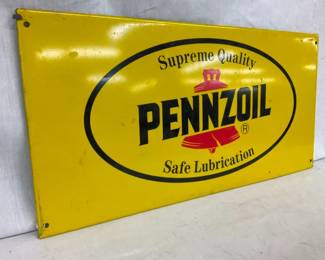 Supreme Quality
PENNZOIL
®
Safe Lubrication